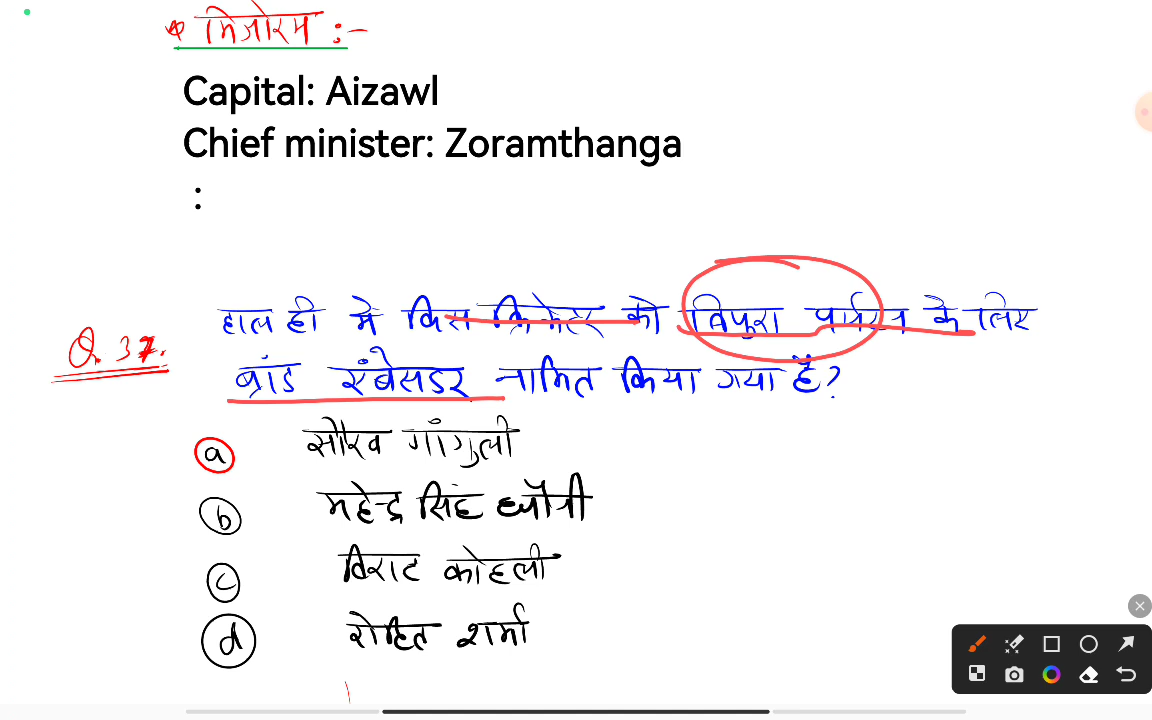 * मिजोरम :-
Capital: Aizawl
Chief minister: Zoramthanga
:
हाल ही मे किस क्रिकेटर को त्रिपुरा पर्यटन के लिए
Q. 37. ब्रांड एंबेसडर नामित किया गया है?
a सौरव गांगुली
b महेन्द्र सिंह धौनी
c विराट कोहली
d रोहित शर्मा